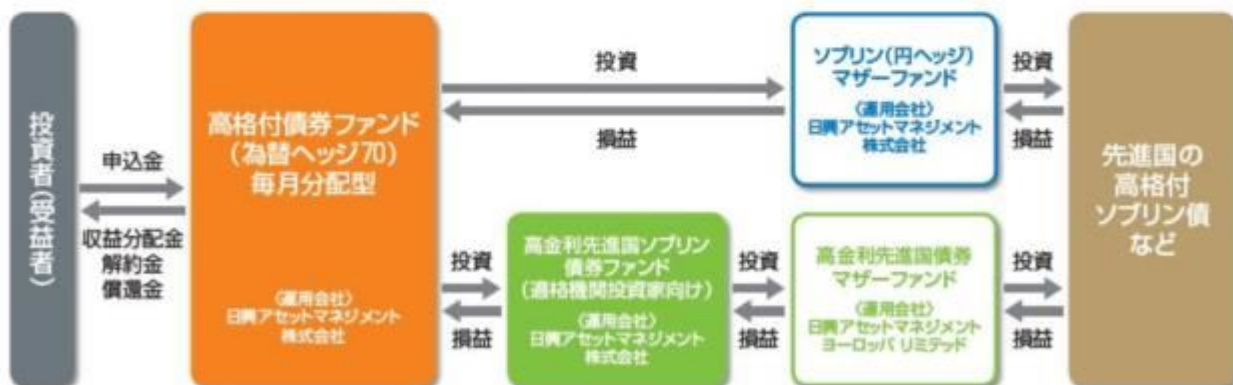 投資者(受益者)
申込金
収益分配金
解約金
償還金
高格付債券ファンド
(為替ヘッジ70)
毎月分配型
〈運用会社〉
日興アセットマネジメント
株式会社
投資
損益
ソブリン(円ヘッジ)
マザーファンド
〈運用会社〉
日興アセットマネジメント
株式会社
投資
損益
投資
損益
高金利先進国ソブリン
債券ファンド
(適格機関投資家向け)
〈運用会社〉
日興アセットマネジメント
株式会社
投資
損益
高金利先進国債券
マザーファンド
〈運用会社〉
日興アセットマネジメント
ヨーロッパ リミテッド
投資
損益
先進国の
高格付
ソブリン債
など